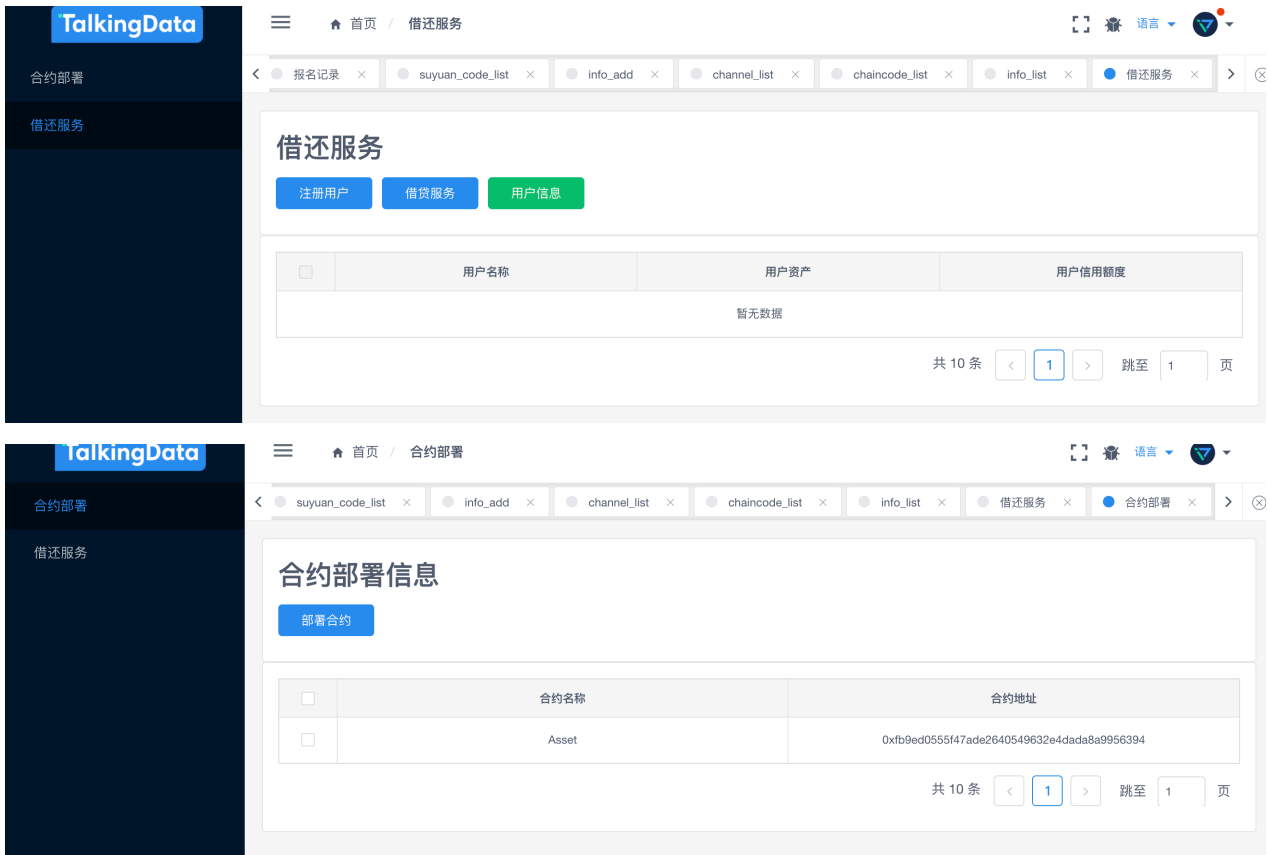 TalkingData
首页 / 借还服务
语言
合约部署
借还服务
报名记录
suyuan_code_list
info_add
channel_list
chaincode_list
info_list
借还服务
借还服务
注册用户 借贷服务 用户信息
用户名称 用户资产 用户信用额度
暂无数据
共 10 条 1 跳至 1 页
TalkingData
首页 / 合约部署
语言
合约部署
借还服务
suyuan_code_list
info_add
channel_list
chaincode_list
info_list
借还服务
合约部署
合约部署信息
部署合约
合约名称 合约地址
Asset 0xfb9ed0555f47ade2640549632e4dada8a9956394
共 10 条 1 跳至 1 页